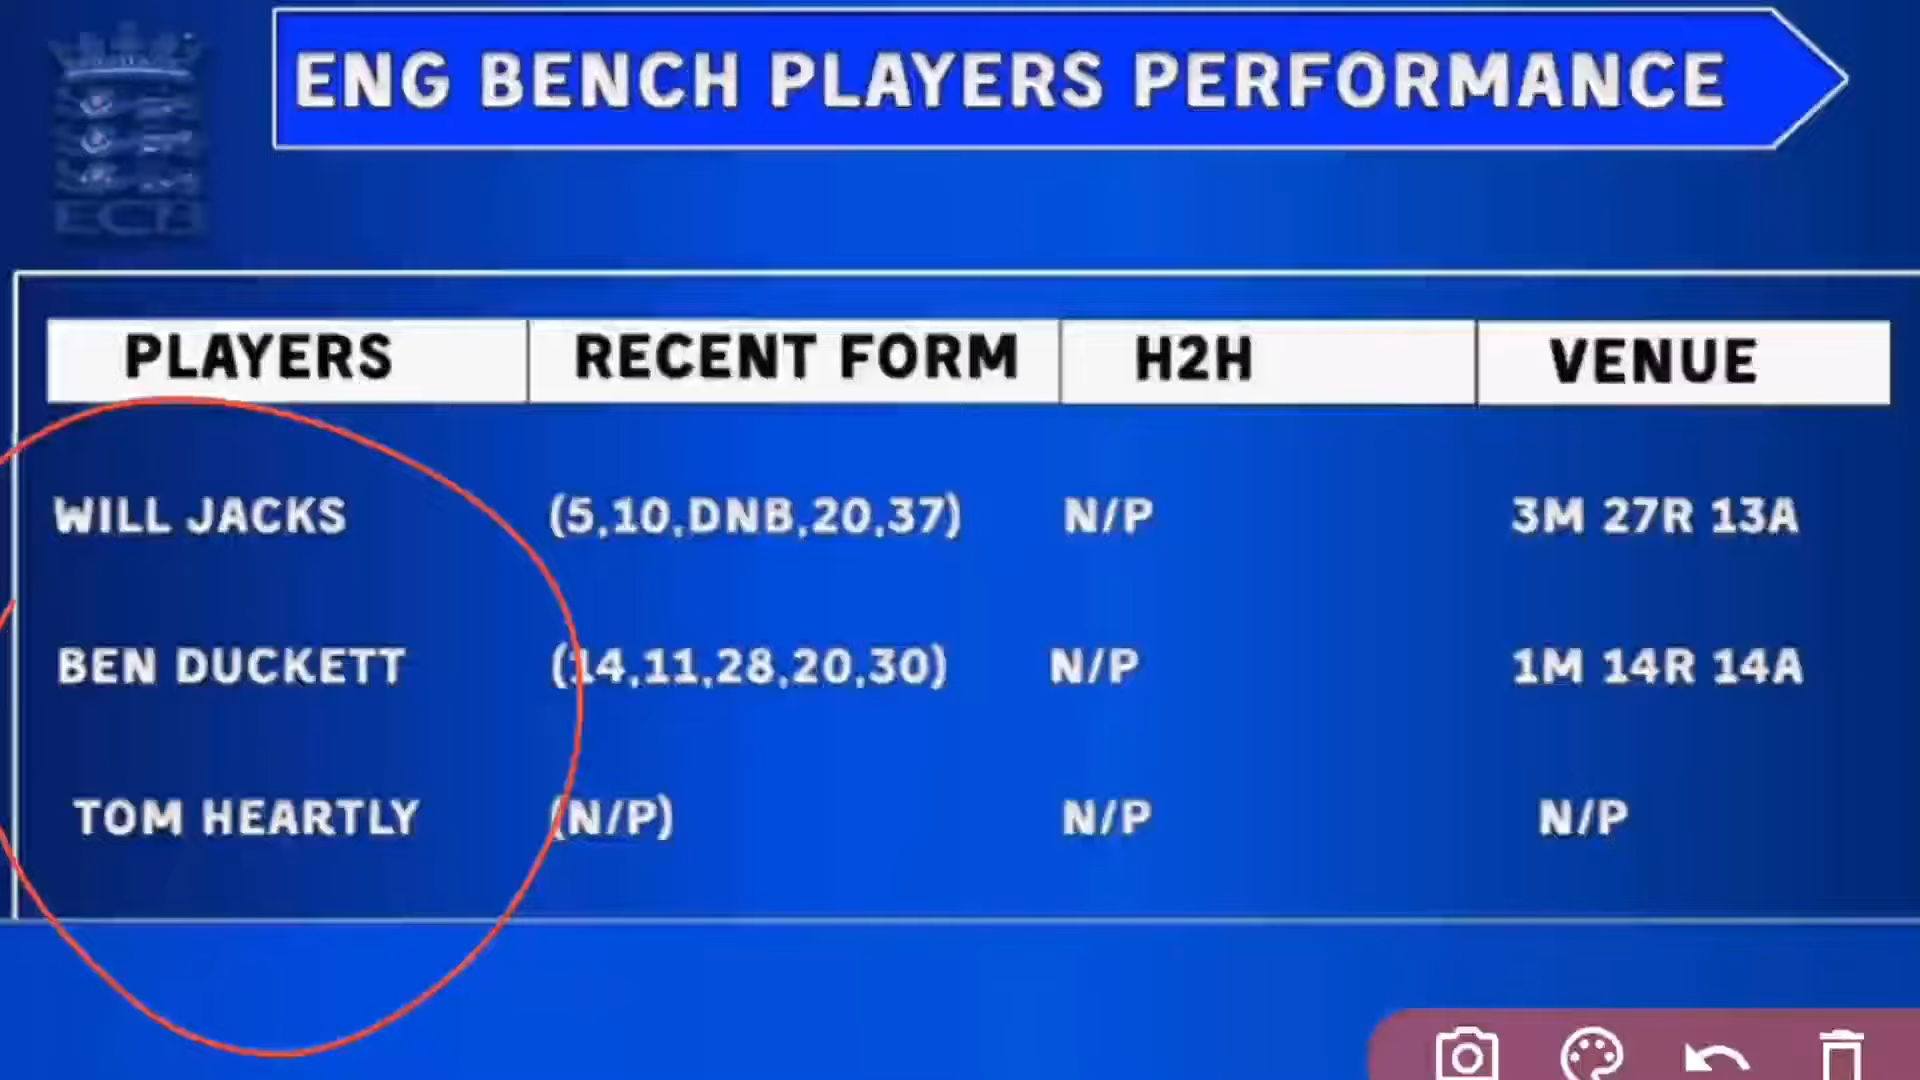 ECB
ENG BENCH PLAYERS PERFORMANCE
PLAYERS RECENT FORM H2H VENUE
WILL JACKS (5,10,DNB,20,37) N/P 3M 27R 13A
BEN DUCKETT (14,11,28,20,30) N/P 1M 14R 14A
TOM HEARTLY (N/P) N/P N/P